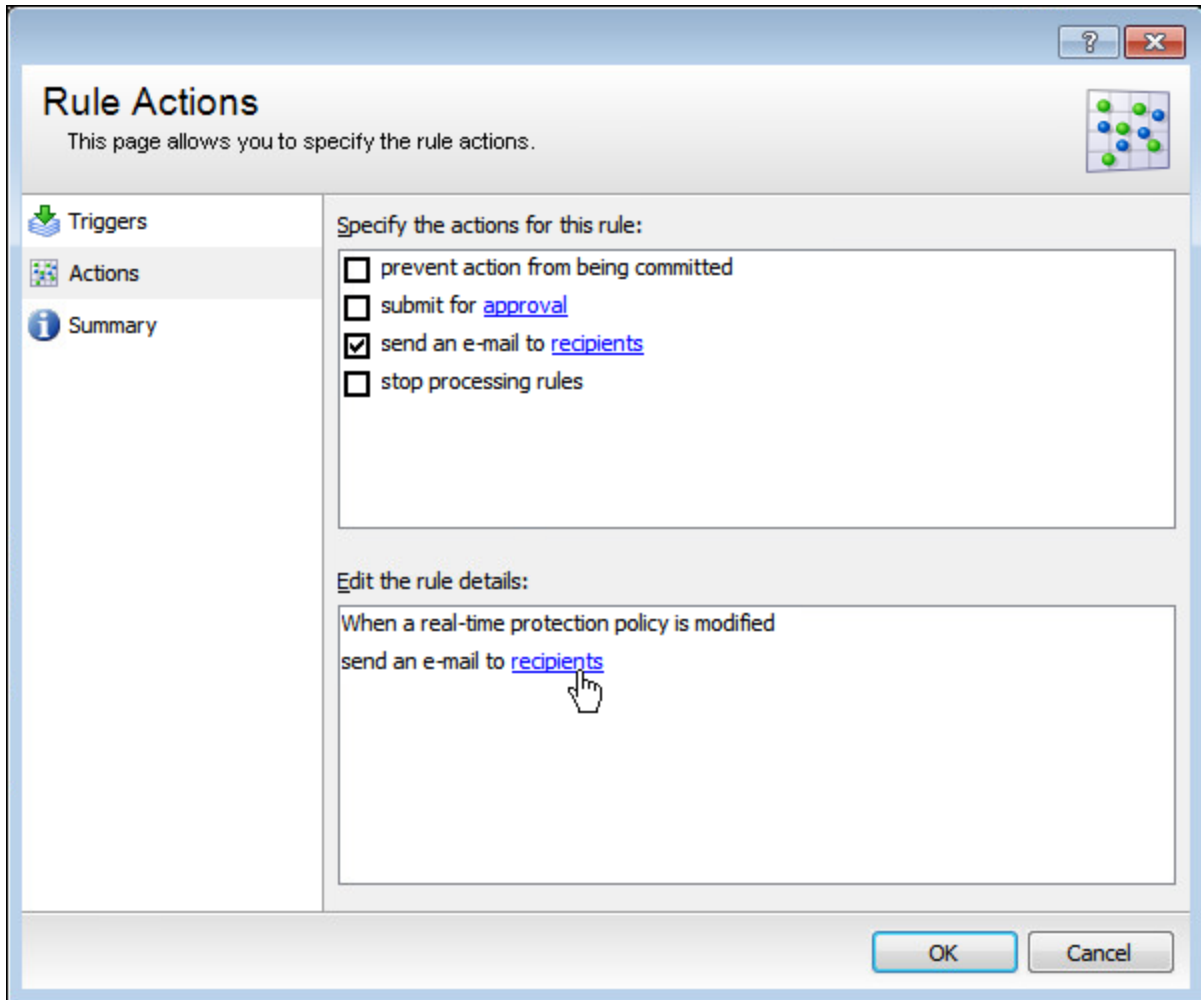 Rule Actions
This page allows you to specify the rule actions.
Triggers
Actions
Summary
Specify the actions for this rule:
prevent action from being committed
submit for approval
send an e-mail to recipients
stop processing rules
Edit the rule details:
When a real-time protection policy is modified
send an e-mail to recipients
OK
Cancel